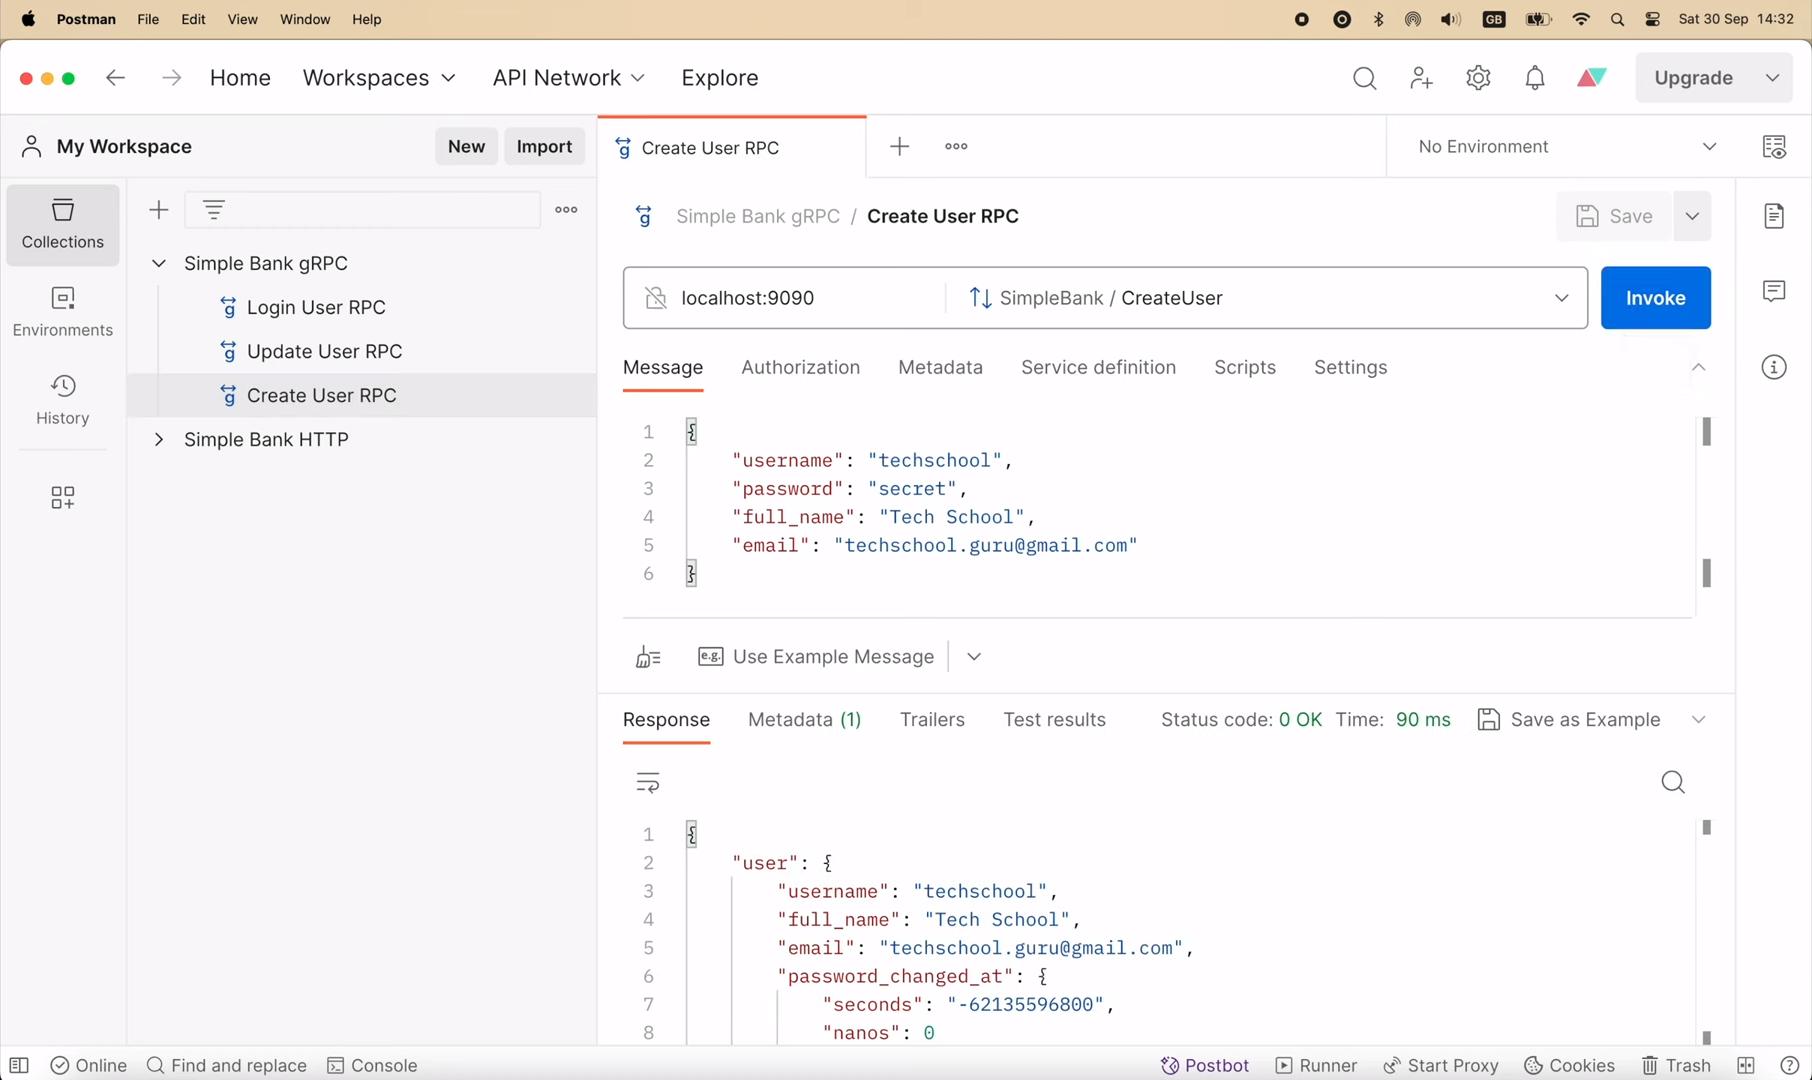 Postman File Edit View Window Help GB Sat 30 Sep 14:32
Home Workspaces API Network Explore Upgrade
My Workspace New Import Create User RPC No Environment
Collections
Environments
History
Simple Bank gRPC
Login User RPC
Update User RPC
Create User RPC
Simple Bank HTTP
Simple Bank gRPC / Create User RPC Save
localhost:9090 SimpleBank / CreateUser Invoke
Message Authorization Metadata Service definition Scripts Settings
1 {
2 "username": "techschool",
3 "password": "secret",
4 "full_name": "Tech School",
5 "email": "techschool.guru@gmail.com"
6 }
e.g. Use Example Message
Response Metadata (1) Trailers Test results Status code: 0 OK Time: 90 ms Save as Example
1 {
2 "user": {
3 "username": "techschool",
4 "full_name": "Tech School",
5 "email": "techschool.guru@gmail.com",
6 "password_changed_at": {
7 "seconds": "-62135596800",
8 "nanos": 0
Online Find and replace Console Postbot Runner Start Proxy Cookies Trash